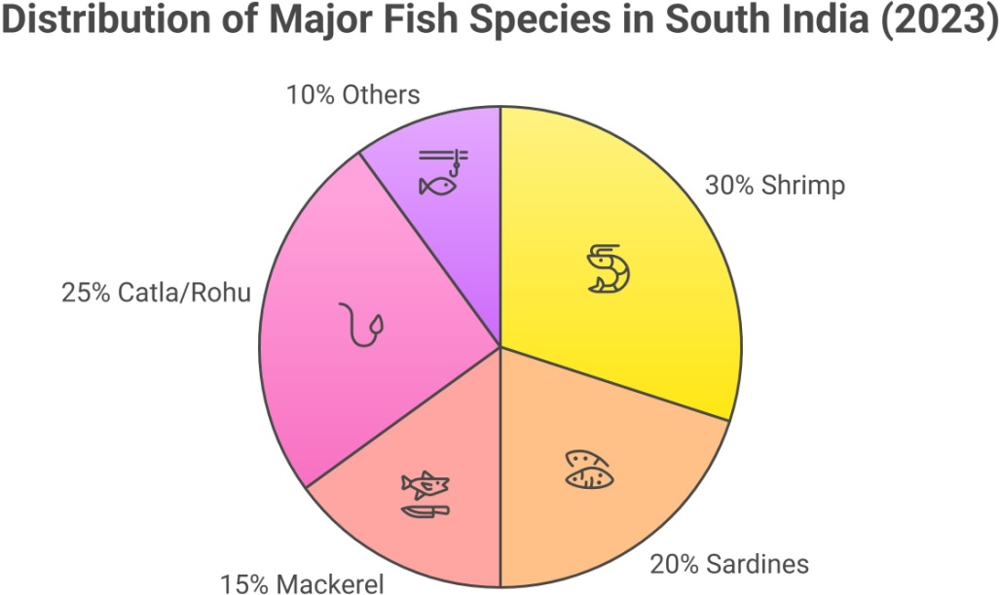 Distribution of Major Fish Species in South India (2023)
10% Others
30% Shrimp
25% Catla/Rohu
20% Sardines
15% Mackerel